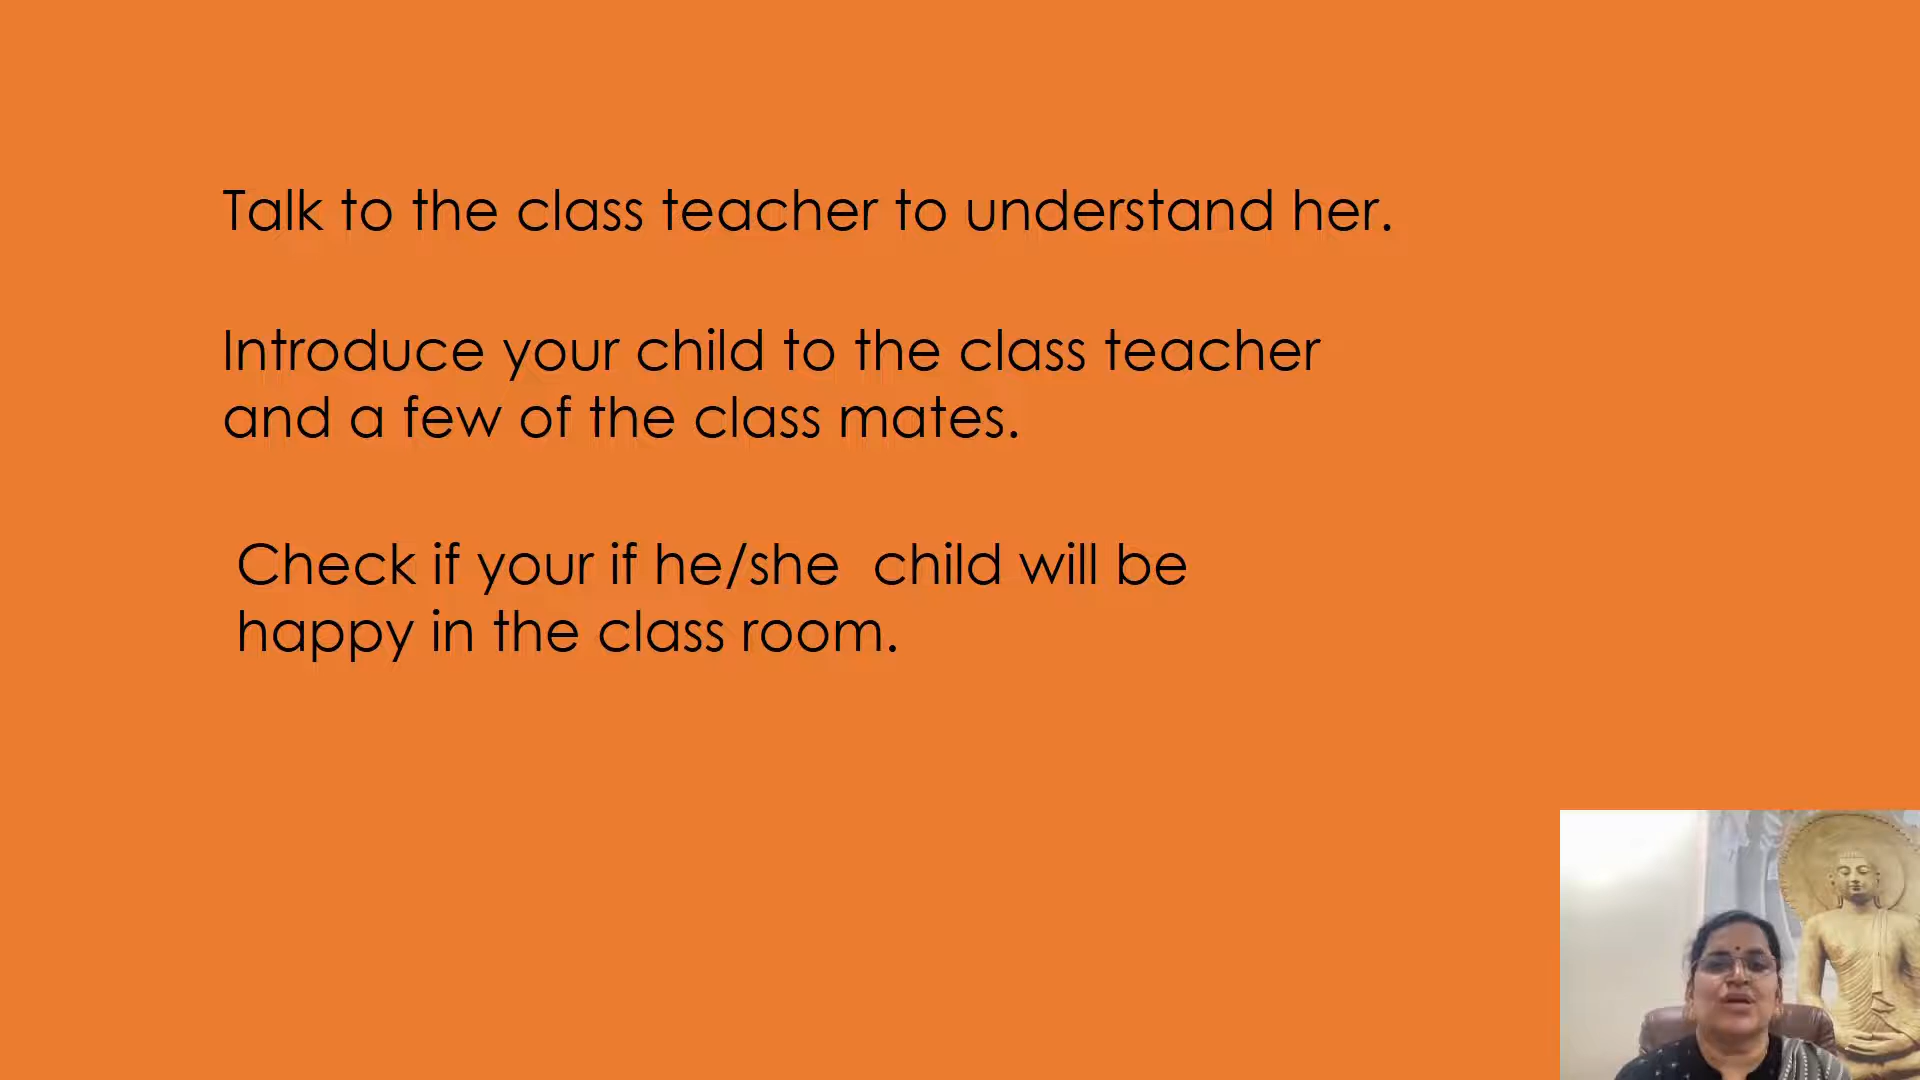 Talk to the class teacher to understand her.
Introduce your child to the class teacher
and a few of the class mates.
Check if your if he/she child will be
happy in the class room.